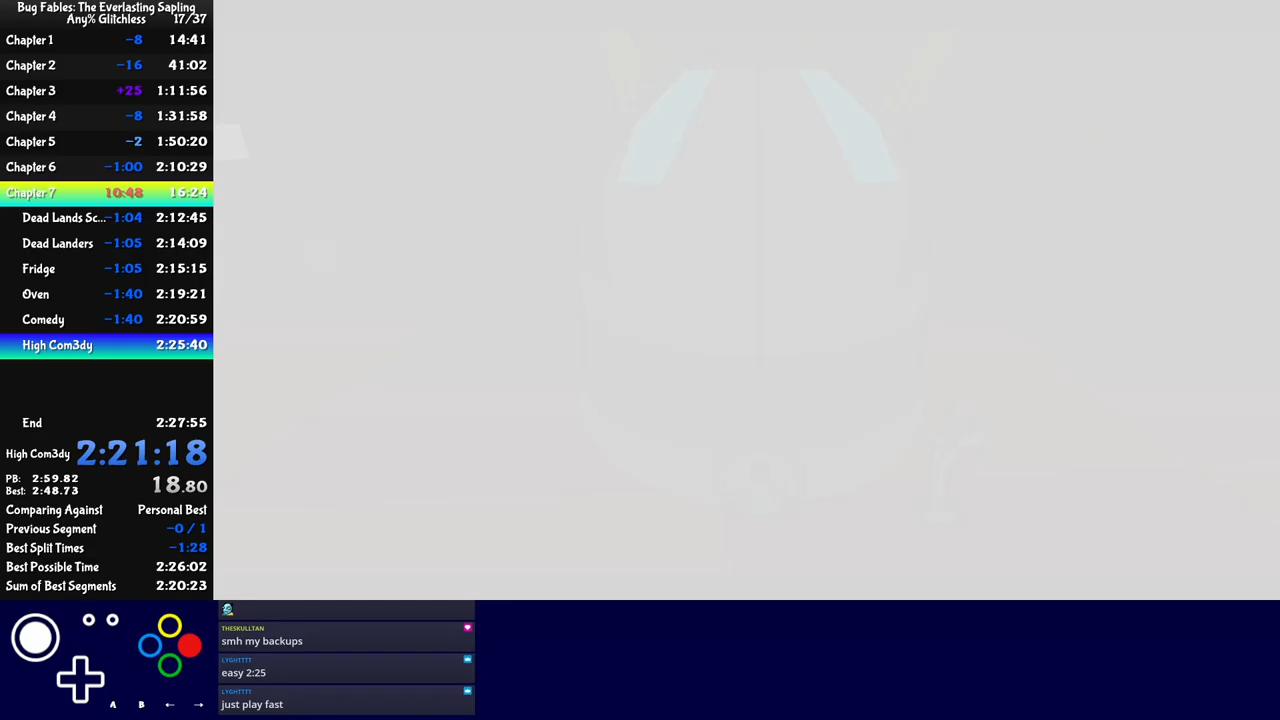 Bug Fables: The Everlasting Sapling
Any% Glitchless 17/37
Chapter 1 -8 14:41
Chapter 2 -16 41:02
Chapter 3 +25 1:11:56
Chapter 4 -8 1:31:58
Chapter 5 -2 1:50:20
Chapter 6 -1:00 2:10:29
Chapter 7 10:48 16:24
Dead Lands Sc... -1:04 2:12:45
Dead Landers -1:05 2:14:09
Fridge -1:05 2:15:15
Oven -1:40 2:19:21
Comedy -1:40 2:20:59
High Com3dy 2:25:40
End 2:27:55
High Com3dy 2:21:18
PB: 2:59.82
Best: 2:48.73
18.80
Comparing Against Personal Best
Previous Segment -0 / 1
Best Split Times -1:28
Best Possible Time 2:26:02
Sum of Best Segments 2:20:23
A B ← →
THESKULLTAN
smh my backups
LYGHTTTT
easy 2:25
LYGHTTTT
just play fast